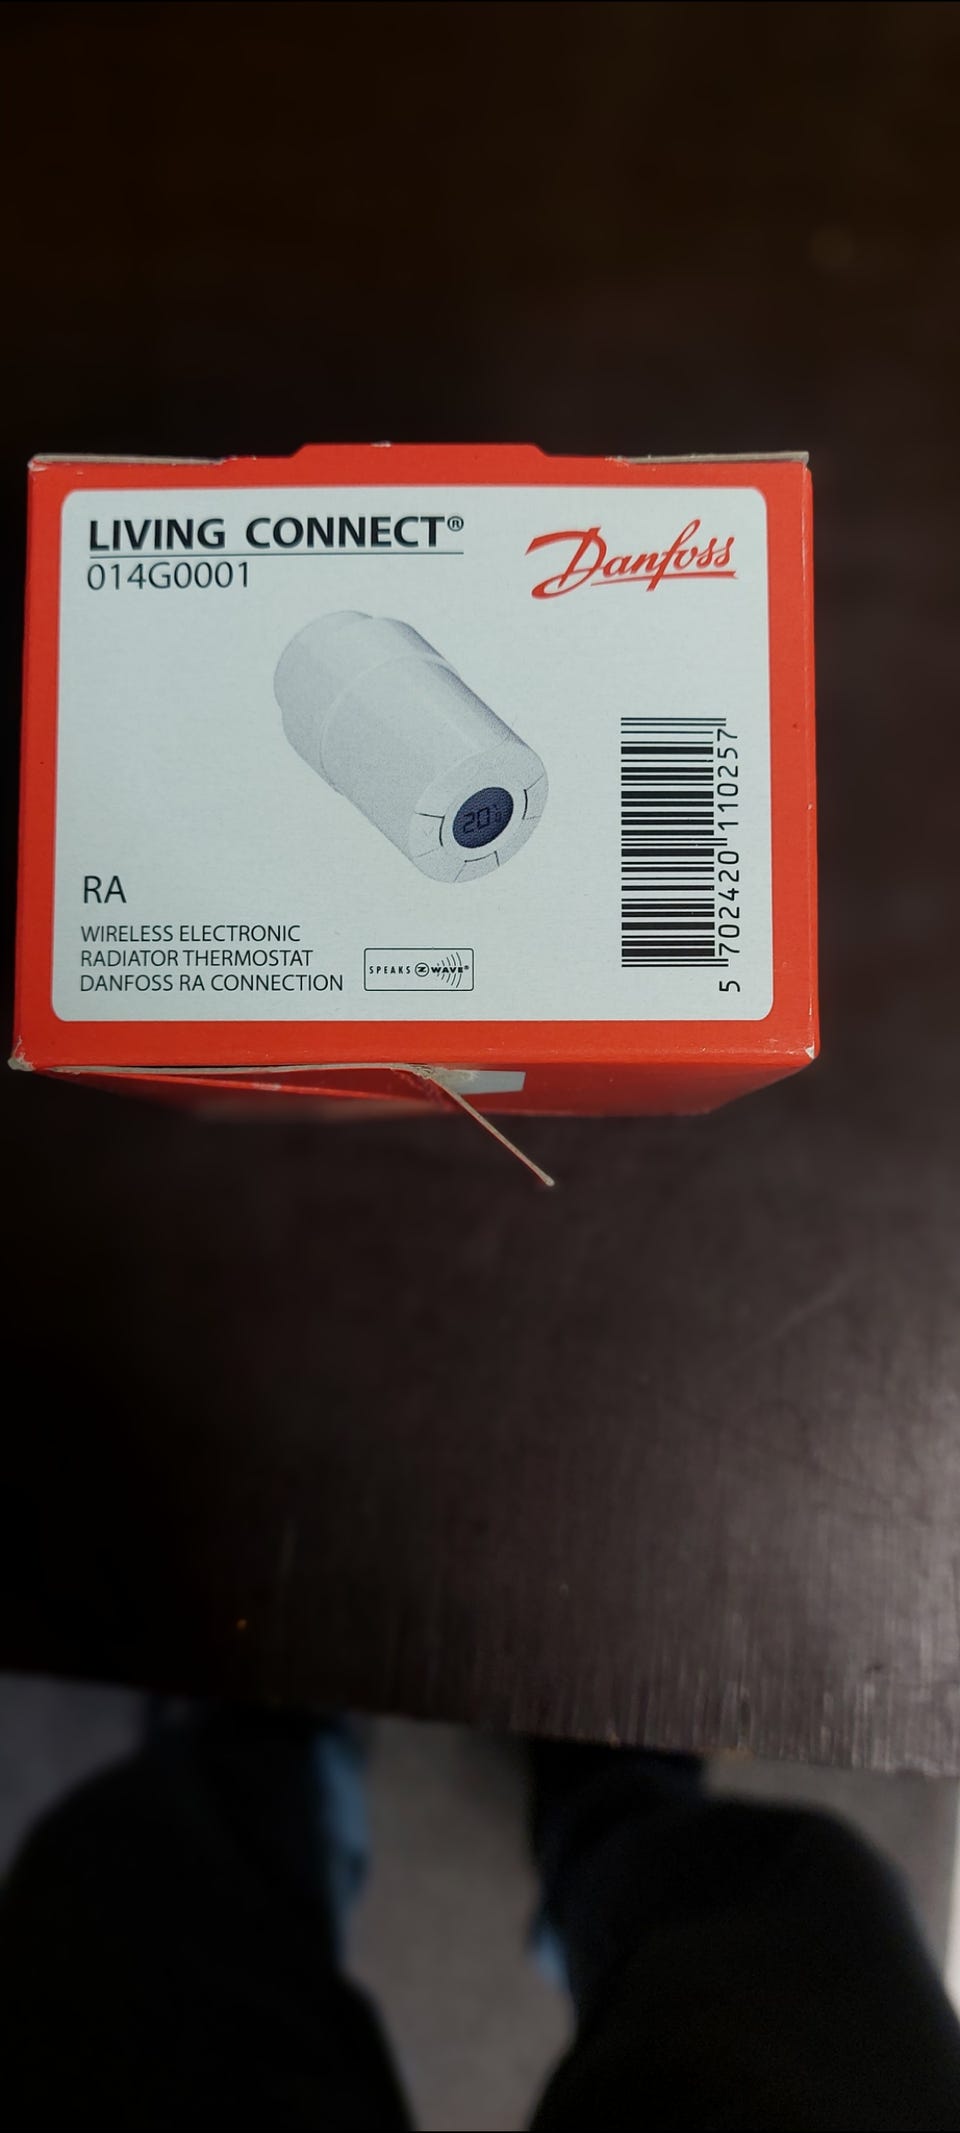 LIVING CONNECT®
014G0001
Danfoss
20
RA
WIRELESS ELECTRONIC
RADIATOR THERMOSTAT
DANFOSS RA CONNECTION
SPEAKS Z WAVE®
5 702420 110257